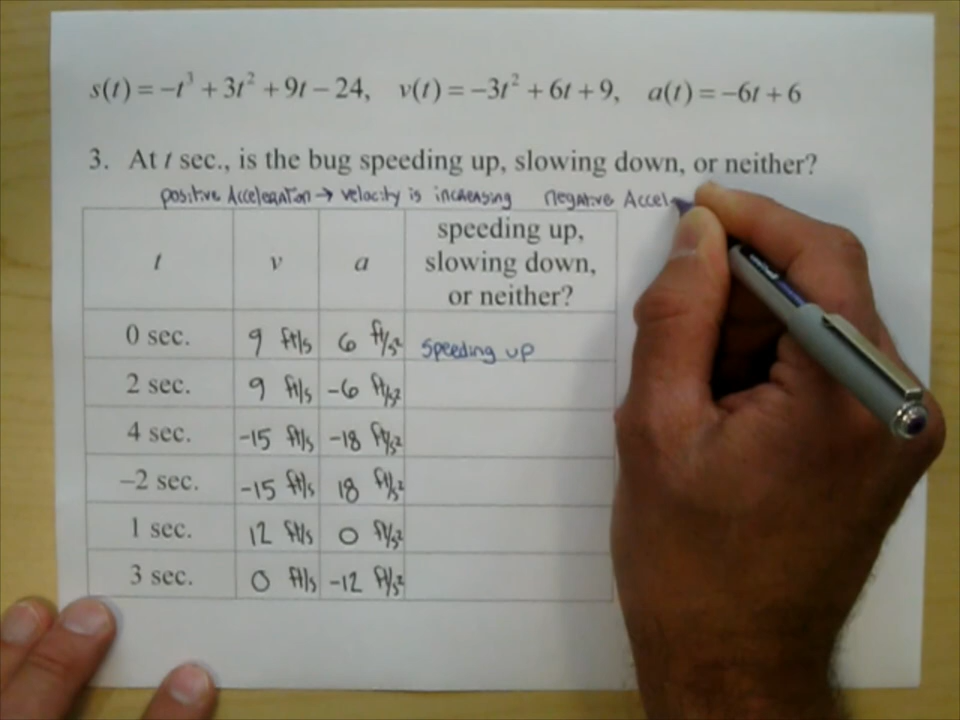 s(t) = −t³ + 3t² + 9t − 24, v(t) = −3t² + 6t + 9, a(t) = −6t + 6
3. At t sec., is the bug speeding up, slowing down, or neither?
positive Acceleration → velocity is increasing negative Accel
t v a speeding up, slowing down, or neither?
0 sec. 9 ft/s 6 ft/s² speeding up
2 sec. 9 ft/s -6 ft/s²
4 sec. -15 ft/s -18 ft/s²
−2 sec. -15 ft/s 18 ft/s²
1 sec. 12 ft/s 0 ft/s²
3 sec. 0 ft/s -12 ft/s²